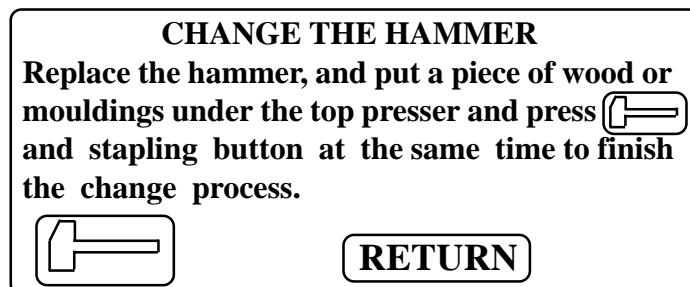 CHANGE THE HAMMER
Replace the hammer, and put a piece of wood or
mouldings under the top presser and press
and stapling button at the same time to finish
the change process.
RETURN